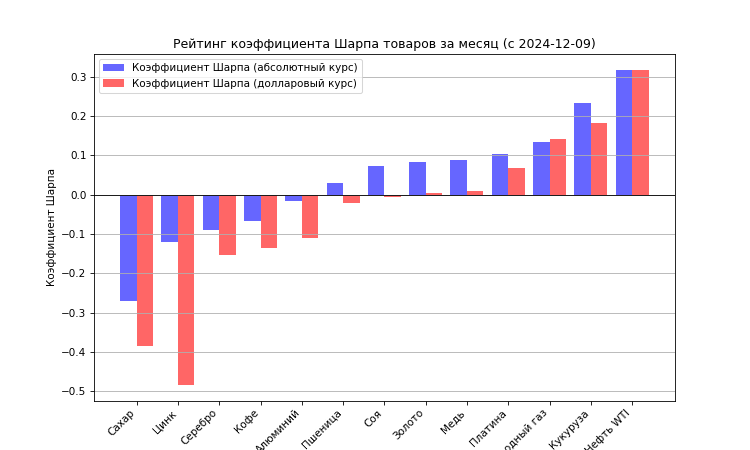 Рейтинг коэффициента Шарпа товаров за месяц (с 2024-12-09)
Коэффициент Шарпа (абсолютный курс)
Коэффициент Шарпа (долларовый курс)
Коэффициент Шарпа
0.3
0.2
0.1
0.0
−0.1
−0.2
−0.3
−0.4
−0.5
Сахар
Цинк
Серебро
Кофе
Алюминий
Пшеница
Соя
Золото
Медь
Платина
газ
Кукуруза
Нефть WTI